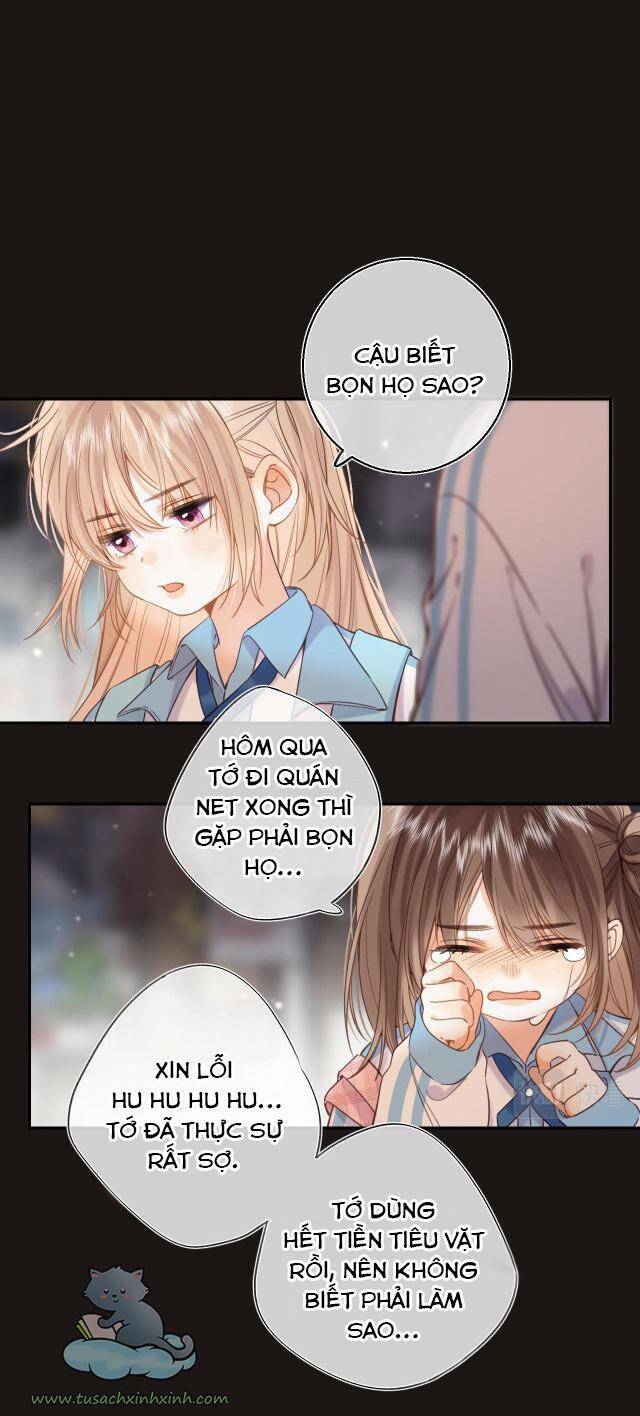 CẬU BIẾT
BỌN HỌ SAO?
HÔM QUA
TỚ ĐI QUÁN
NET XONG THÌ
GẶP PHẢI BỌN
HỌ...
XIN LỖI
HU HU HU HU...
TỚ ĐÃ THỰC SỰ
RẤT SỢ.
TỚ DÙNG
HẾT TIỀN TIÊU VẶT
RỒI, NÊN KHÔNG
BIẾT PHẢI LÀM
SAO...
www.tusachxinhxinh.com